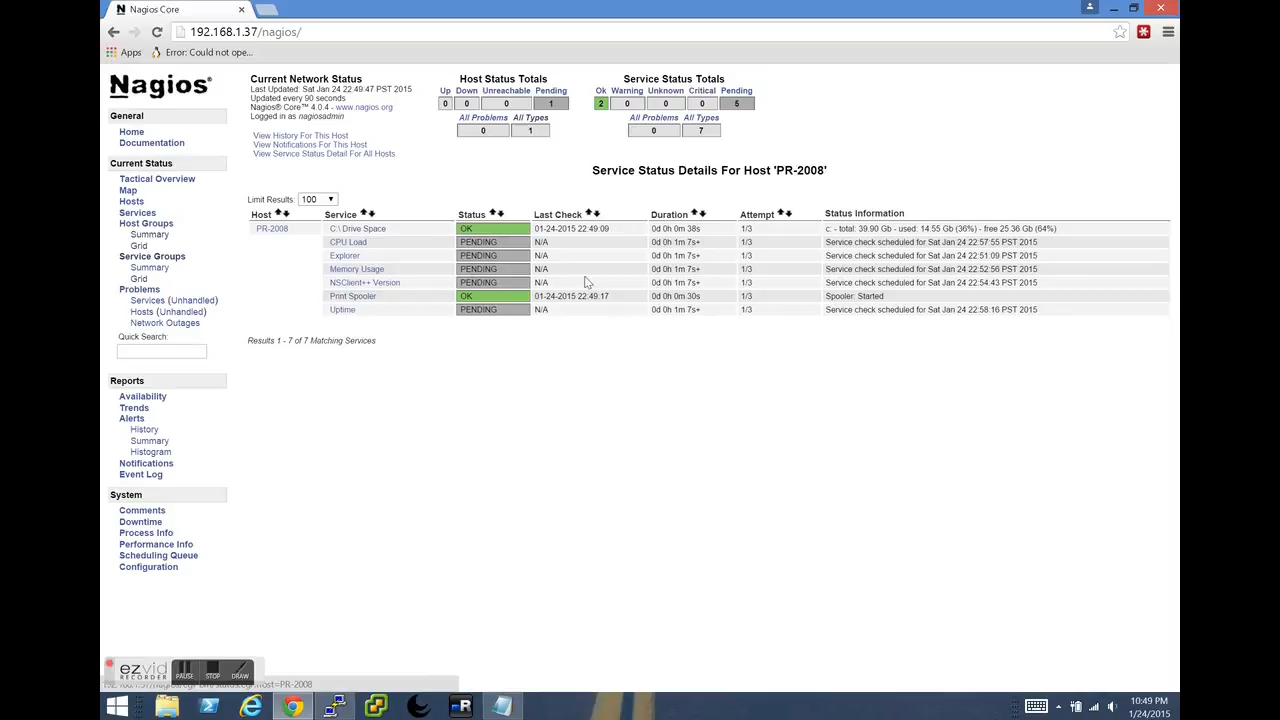 Nagios Core
192.168.1.37/nagios/
Apps Error: Could not ope...
Nagios®
General
Home
Documentation
Current Status
Tactical Overview
Map
Hosts
Services
Host Groups
Summary
Grid
Service Groups
Summary
Grid
Problems
Services (Unhandled)
Hosts (Unhandled)
Network Outages
Quick Search:
Reports
Availability
Trends
Alerts
History
Summary
Histogram
Notifications
Event Log
System
Comments
Downtime
Process Info
Performance Info
Scheduling Queue
Configuration
Current Network Status
Last Updated: Sat Jan 24 22:49:47 PST 2015
Updated every 90 seconds
Nagios® Core™ 4.0.4 - www.nagios.org
Logged in as nagiosadmin
View History For This Host
View Notifications For This Host
View Service Status Detail For All Hosts
Host Status Totals
Up Down Unreachable Pending
0 0 0 1
All Problems All Types
0 1
Service Status Totals
Ok Warning Unknown Critical Pending
2 0 0 0 5
All Problems All Types
0 7
Service Status Details For Host 'PR-2008'
Limit Results: 100
Host Service Status Last Check Duration Attempt Status Information
PR-2008 C:\ Drive Space OK 01-24-2015 22:49:09 0d 0h 0m 38s 1/3 c: - total: 39.90 Gb - used: 14.55 Gb (36%) - free 25.36 Gb (64%)
CPU Load PENDING N/A 0d 0h 1m 7s+ 1/3 Service check scheduled for Sat Jan 24 22:57:55 PST 2015
Explorer PENDING N/A 0d 0h 1m 7s+ 1/3 Service check scheduled for Sat Jan 24 22:51:09 PST 2015
Memory Usage PENDING N/A 0d 0h 1m 7s+ 1/3 Service check scheduled for Sat Jan 24 22:52:56 PST 2015
NSClient++ Version PENDING N/A 0d 0h 1m 7s+ 1/3 Service check scheduled for Sat Jan 24 22:54:43 PST 2015
Print Spooler OK 01-24-2015 22:49:17 0d 0h 0m 30s 1/3 Spooler: Started
Uptime PENDING N/A 0d 0h 1m 7s+ 1/3 Service check scheduled for Sat Jan 24 22:58:16 PST 2015
Results 1 - 7 of 7 Matching Services
ezvid
RECORDER
PAUSE STOP DRAW
host=PR-2008
10:49 PM
1/24/2015